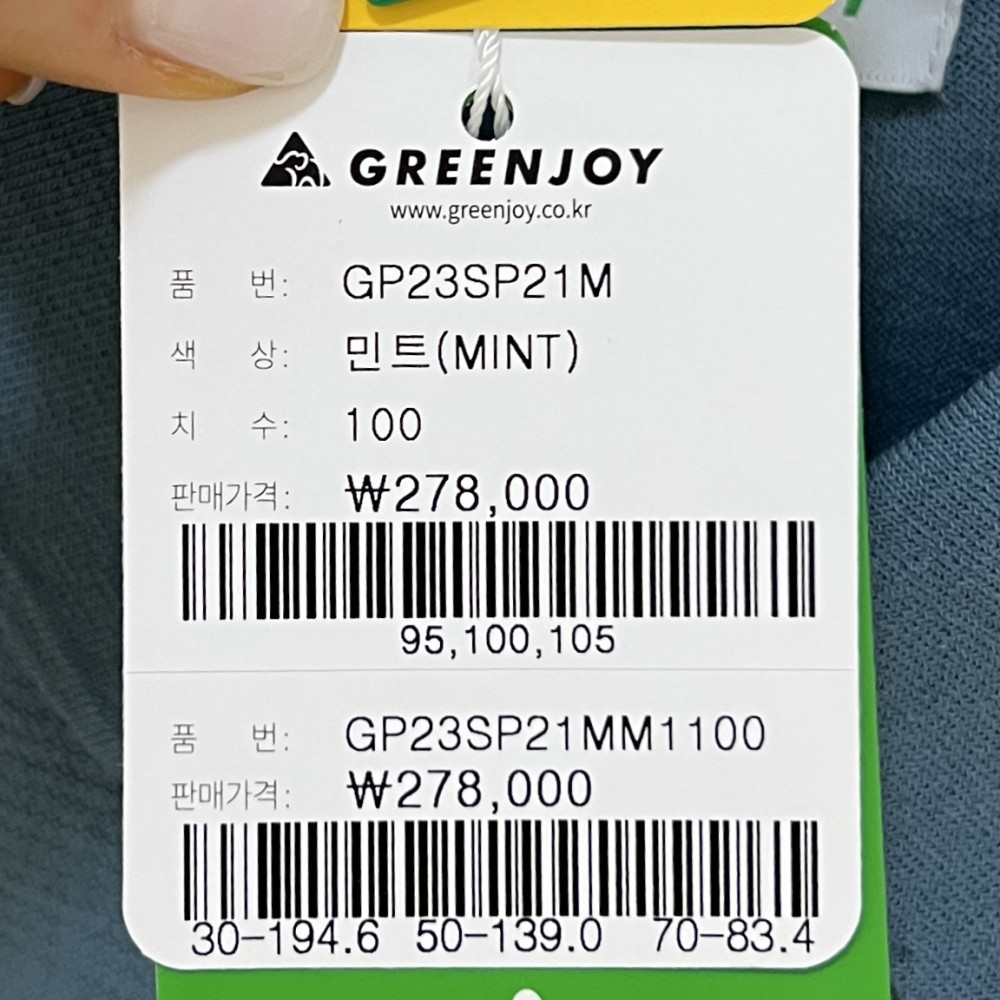 GREENJOY
www.greenjoy.co.kr
품 번: GP23SP21M
색 상: 민트(MINT)
치 수: 100
판매가격: ₩278,000
95,100,105
품 번: GP23SP21MM1100
판매가격: ₩278,000
30-194.6 50-139.0 70-83.4